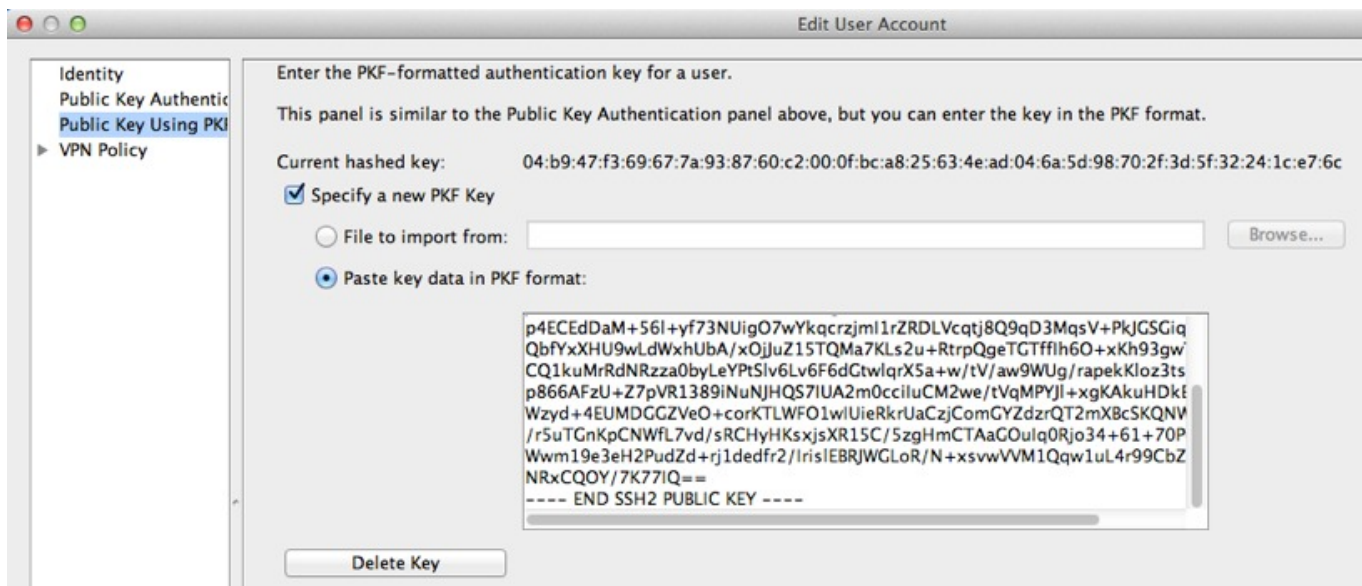 Edit User Account
Identity
Public Key Authentic
Public Key Using PKF
VPN Policy
Enter the PKF-formatted authentication key for a user.
This panel is similar to the Public Key Authentication panel above, but you can enter the key in the PKF format.
Current hashed key: 04:b9:47:f3:69:67:7a:93:87:60:c2:00:0f:bc:a8:25:63:4e:ad:04:6a:5d:98:70:2f:3d:5f:32:24:1c:e7:6c
Specify a new PKF Key
File to import from:
Browse...
Paste key data in PKF format:
p4ECEdDaM+56l+yf73NUigO7wYkqcrzjmI1rZRDLVcqtj8Q9qD3MqsV+PkJGSGiq
QbfYxXHU9wLdWxhUbA/xOjJuZ15TQMa7KLs2u+RtrpQgeTGTfflh6O+xKh93gw
CQ1kuMrRdNRzza0byLeYPtSlv6Lv6F6dGtwlqrX5a+w/tV/aw9WUg/rapekKloz3ts
p866AFzU+Z7pVR1389iNuNJHQS7IUA2m0cciIuCM2we/tVqMPYJl+xgKAkuHDkE
Wzyd+4EUMDGGZVeO+corKTLWFO1wlUieRkrUaCzjComGYZdzrQT2mXBcSKQNW
/r5uTGnKpCNWfL7vd/sRCHyHKsxjsXR15C/5zgHmCTAaGOulq0Rjo34+61+70P
Wwm19e3eH2PudZd+rj1dedfr2/IrislEBRJWGLoR/N+xsvwVVM1Qqw1uL4r99CbZ
NRxCQOY/7K77IQ==
---- END SSH2 PUBLIC KEY ----
Delete Key